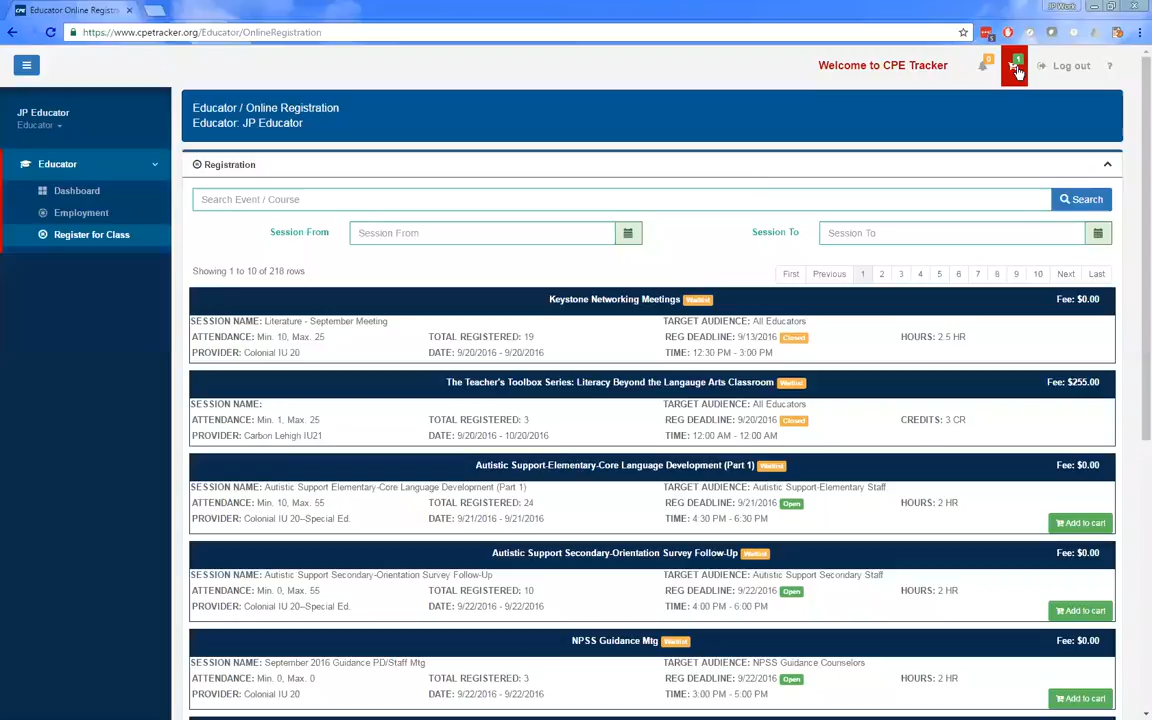 CPE Educator Online Registr ×
JP Work
https://www.cpetracker.org/Educator/OnlineRegistration
Welcome to CPE Tracker 0 1 Log out ?
JP Educator
Educator
Educator
Dashboard
Employment
Register for Class
Educator / Online Registration
Educator: JP Educator
Registration
Search Event / Course Search
Session From Session From Session To Session To
Showing 1 to 10 of 218 rows First Previous 1 2 3 4 5 6 7 8 9 10 Next Last
Keystone Networking Meetings Waitlist Fee: $0.00
SESSION NAME: Literature - September Meeting TARGET AUDIENCE: All Educators
ATTENDANCE: Min. 10, Max. 25 TOTAL REGISTERED: 19 REG DEADLINE: 9/13/2016 Closed HOURS: 2.5 HR
PROVIDER: Colonial IU 20 DATE: 9/20/2016 - 9/20/2016 TIME: 12:30 PM - 3:00 PM
The Teacher's Toolbox Series: Literacy Beyond the Langauge Arts Classroom Waitlist Fee: $255.00
SESSION NAME: TARGET AUDIENCE: All Educators
ATTENDANCE: Min. 1, Max. 25 TOTAL REGISTERED: 3 REG DEADLINE: 9/20/2016 Closed CREDITS: 3 CR
PROVIDER: Carbon Lehigh IU21 DATE: 9/20/2016 - 10/20/2016 TIME: 12:00 AM - 12:00 AM
Autistic Support-Elementary-Core Language Development (Part 1) Waitlist Fee: $0.00
SESSION NAME: Autistic Support Elementary-Core Language Development (Part 1) TARGET AUDIENCE: Autistic Support-Elementary Staff
ATTENDANCE: Min. 10, Max. 55 TOTAL REGISTERED: 24 REG DEADLINE: 9/21/2016 Open HOURS: 2 HR
PROVIDER: Colonial IU 20--Special Ed. DATE: 9/21/2016 - 9/21/2016 TIME: 4:30 PM - 6:30 PM
Add to cart
Autistic Support Secondary-Orientation Survey Follow-Up Waitlist Fee: $0.00
SESSION NAME: Autistic Support Secondary-Orientation Survey Follow-Up TARGET AUDIENCE: Autistic Support Secondary Staff
ATTENDANCE: Min. 0, Max. 55 TOTAL REGISTERED: 10 REG DEADLINE: 9/22/2016 Open HOURS: 2 HR
PROVIDER: Colonial IU 20--Special Ed. DATE: 9/22/2016 - 9/22/2016 TIME: 4:00 PM - 6:00 PM
Add to cart
NPSS Guidance Mtg Waitlist Fee: $0.00
SESSION NAME: September 2016 Guidance PD/Staff Mtg TARGET AUDIENCE: NPSS Guidance Counselors
ATTENDANCE: Min. 0, Max. 0 TOTAL REGISTERED: 3 REG DEADLINE: 9/22/2016 Open HOURS: 2 HR
PROVIDER: Colonial IU 20 DATE: 9/22/2016 - 9/22/2016 TIME: 3:00 PM - 5:00 PM
Add to cart